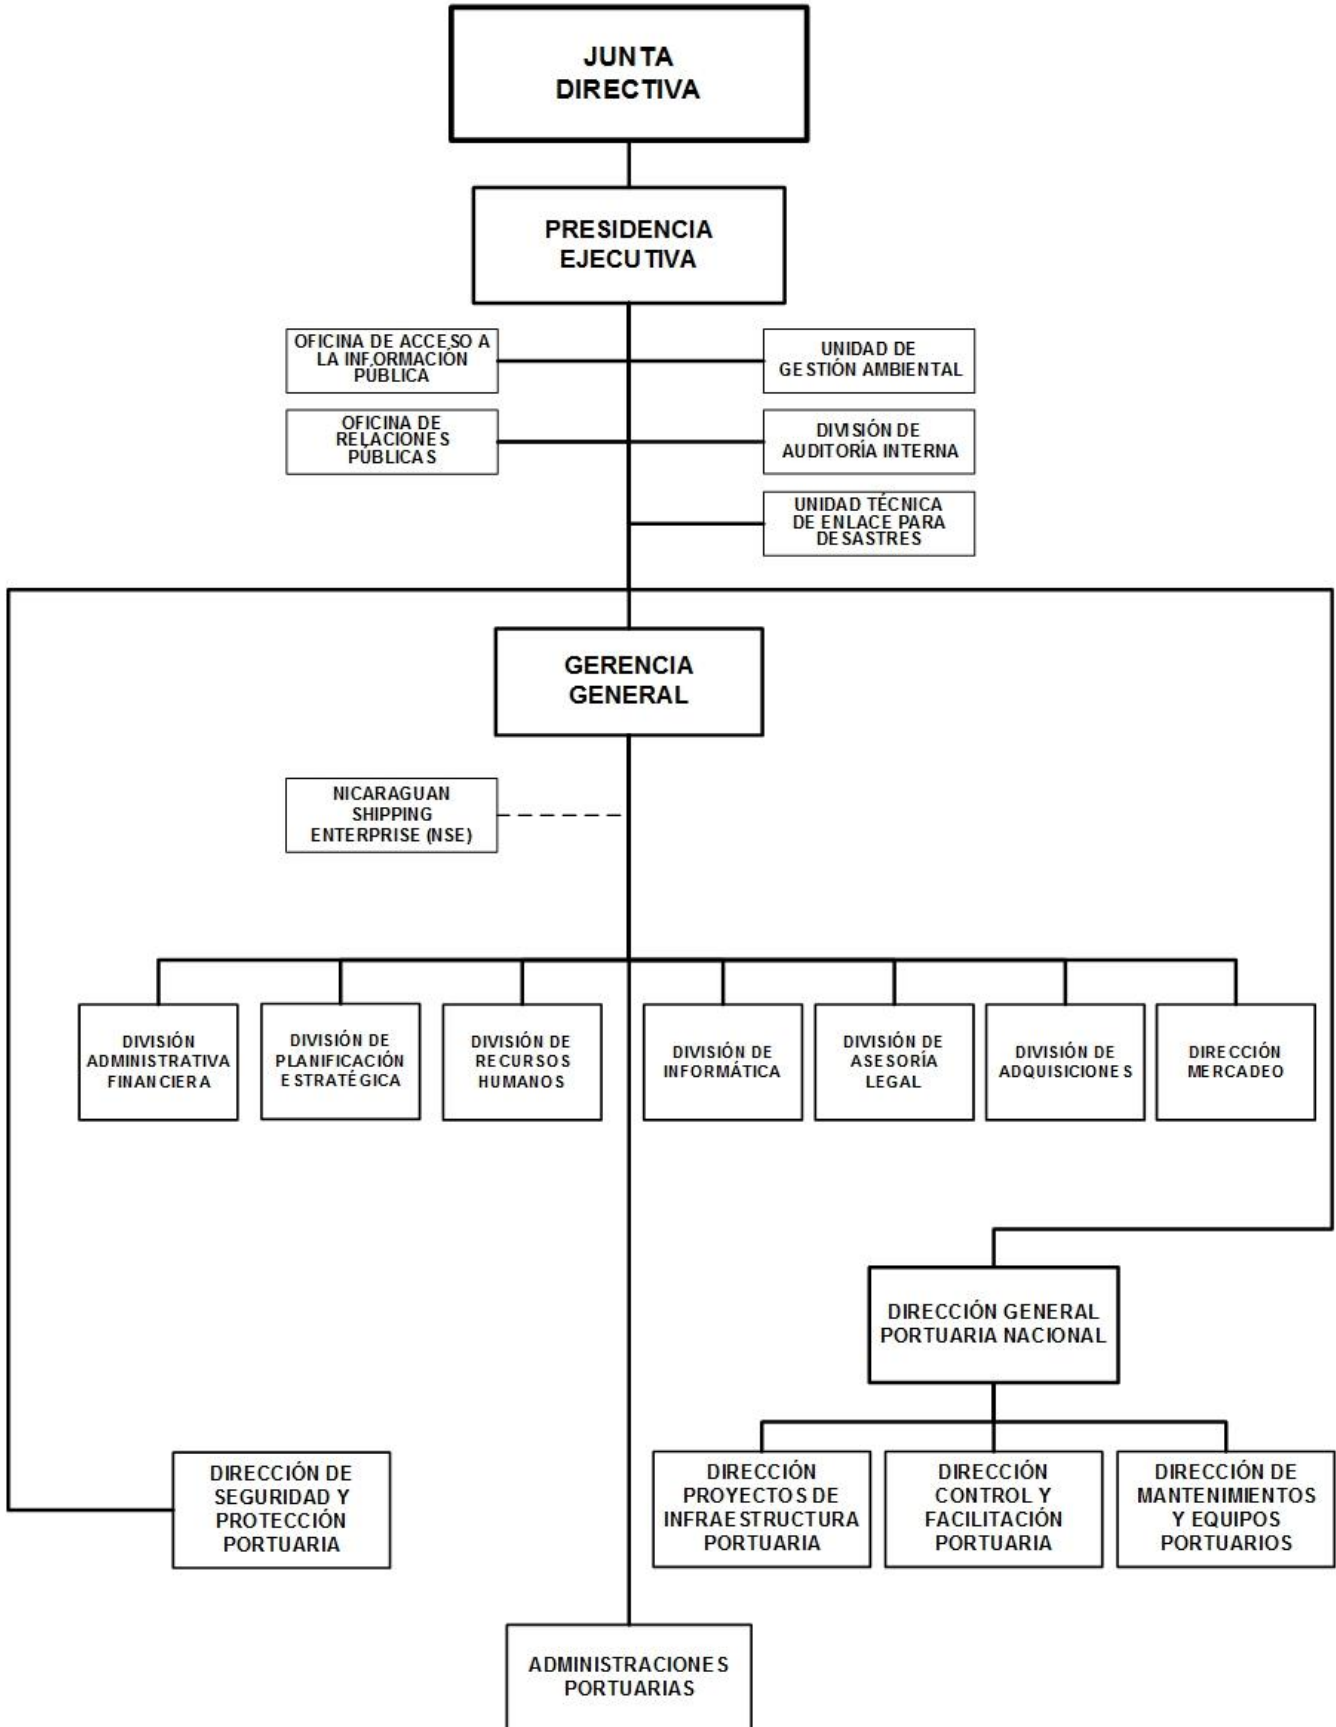 JUNTA
DIRECTIVA
PRESIDENCIA
EJECUTIVA
OFICINA DE ACCESO A
LA INFORMACIÓN
PÚBLICA
UNIDAD DE
GESTIÓN AMBIENTAL
OFICINA DE
RELACIONES
PÚBLICAS
DIVISIÓN DE
AUDITORÍA INTERNA
UNIDAD TÉCNICA
DE ENLACE PARA
DESASTRES
GERENCIA
GENERAL
NICARAGUAN
SHIPPING
ENTERPRISE (NSE)
DIVISIÓN
ADMINISTRATIVA
FINANCIERA
DIVISIÓN DE
PLANIFICACIÓN
ESTRATÉGICA
DIVISIÓN DE
RECURSOS
HUMANOS
DIVISIÓN DE
INFORMÁTICA
DIVISIÓN DE
ASESORÍA
LEGAL
DIVISIÓN DE
ADQUISICIONES
DIRECCIÓN
MERCADEO
DIRECCIÓN GENERAL
PORTUARIA NACIONAL
DIRECCIÓN DE
SEGURIDAD Y
PROTECCIÓN
PORTUARIA
DIRECCIÓN
PROYECTOS DE
INFRAESTRUCTURA
PORTUARIA
DIRECCIÓN
CONTROL Y
FACILITACIÓN
PORTUARIA
DIRECCIÓN DE
MANTENIMIENTOS
Y EQUIPOS
PORTUARIOS
ADMINISTRACIONES
PORTUARIAS